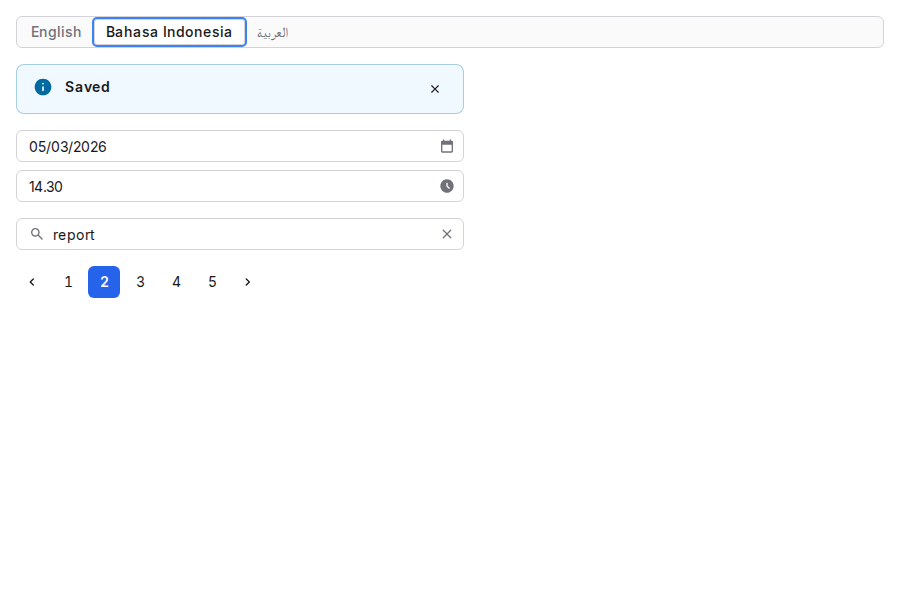 English Bahasa Indonesia العربية
Saved
05/03/2026
14.30
report
1 2 3 4 5